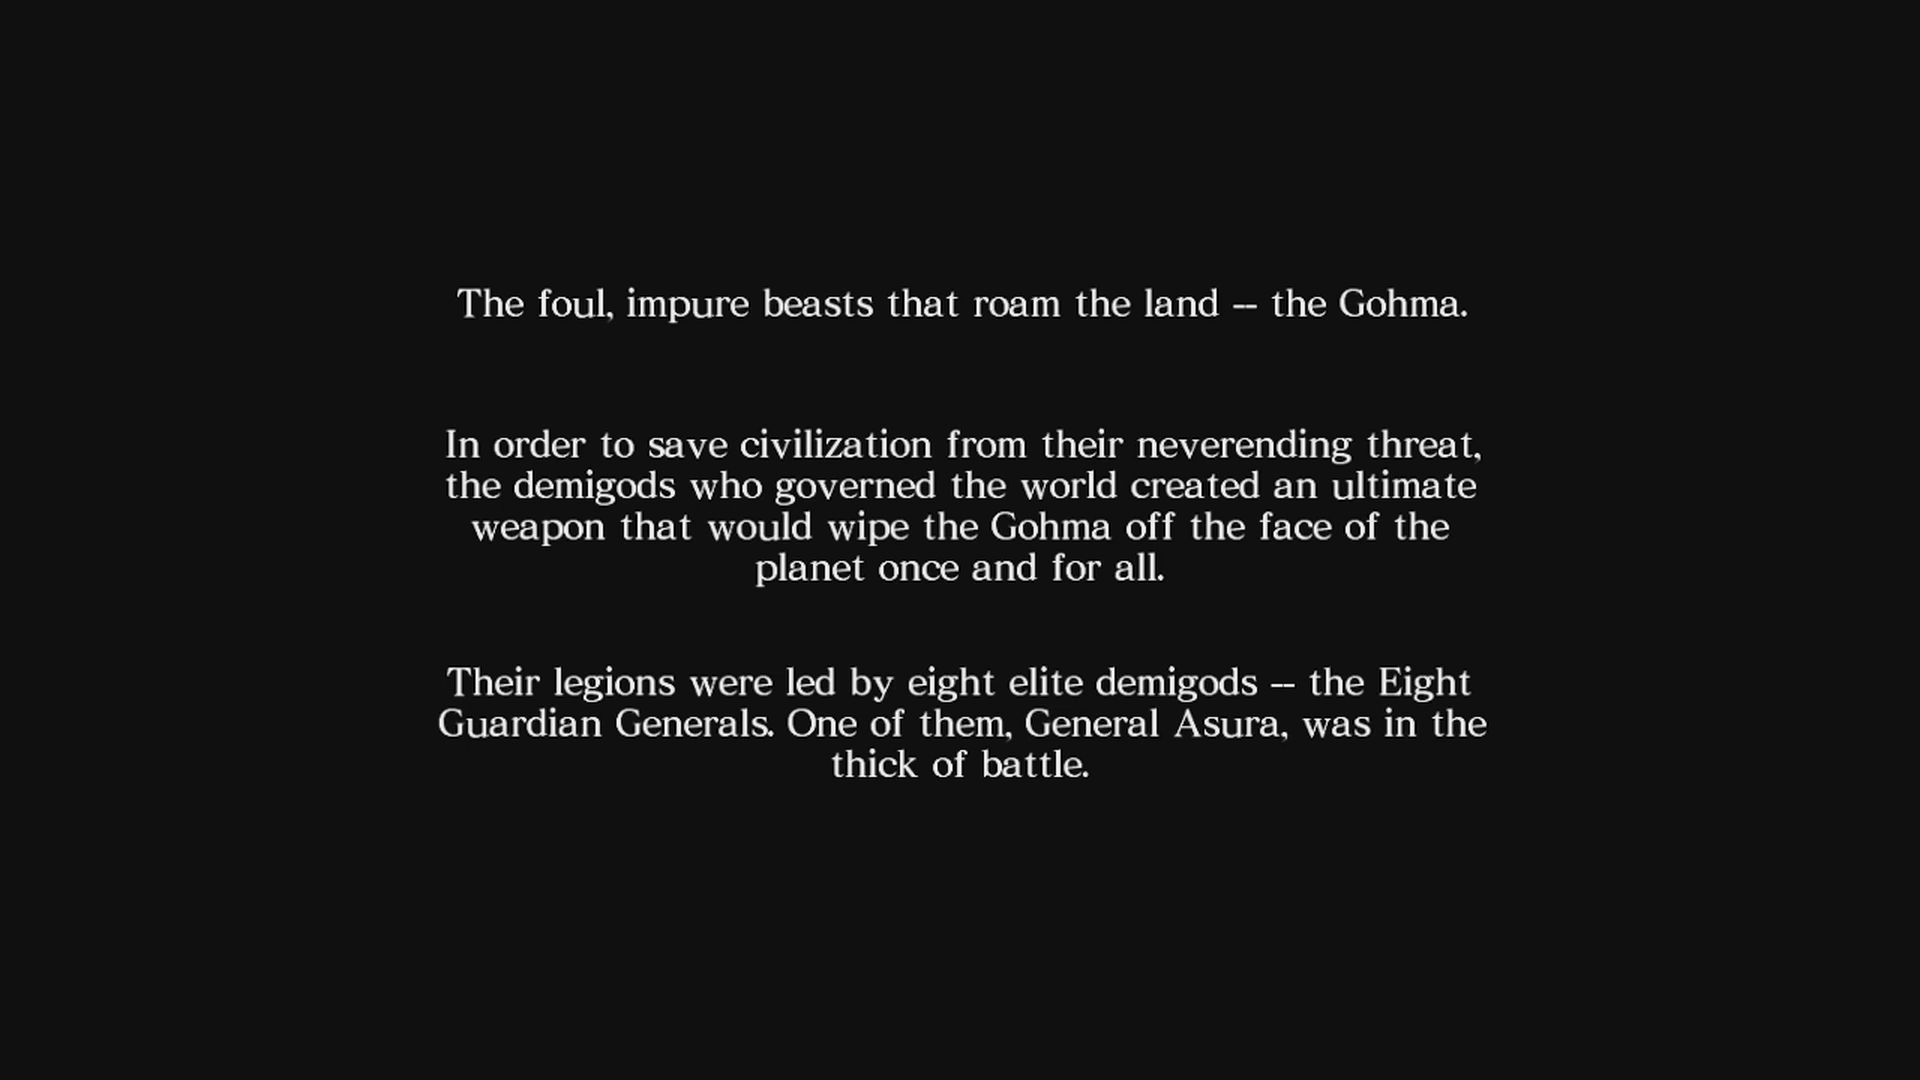 The foul, impure beasts that roam the land -- the Gohma.
In order to save civilization from their neverending threat,
the demigods who governed the world created an ultimate
weapon that would wipe the Gohma off the face of the
planet once and for all.
Their legions were led by eight elite demigods -- the Eight
Guardian Generals. One of them, General Asura, was in the
thick of battle.